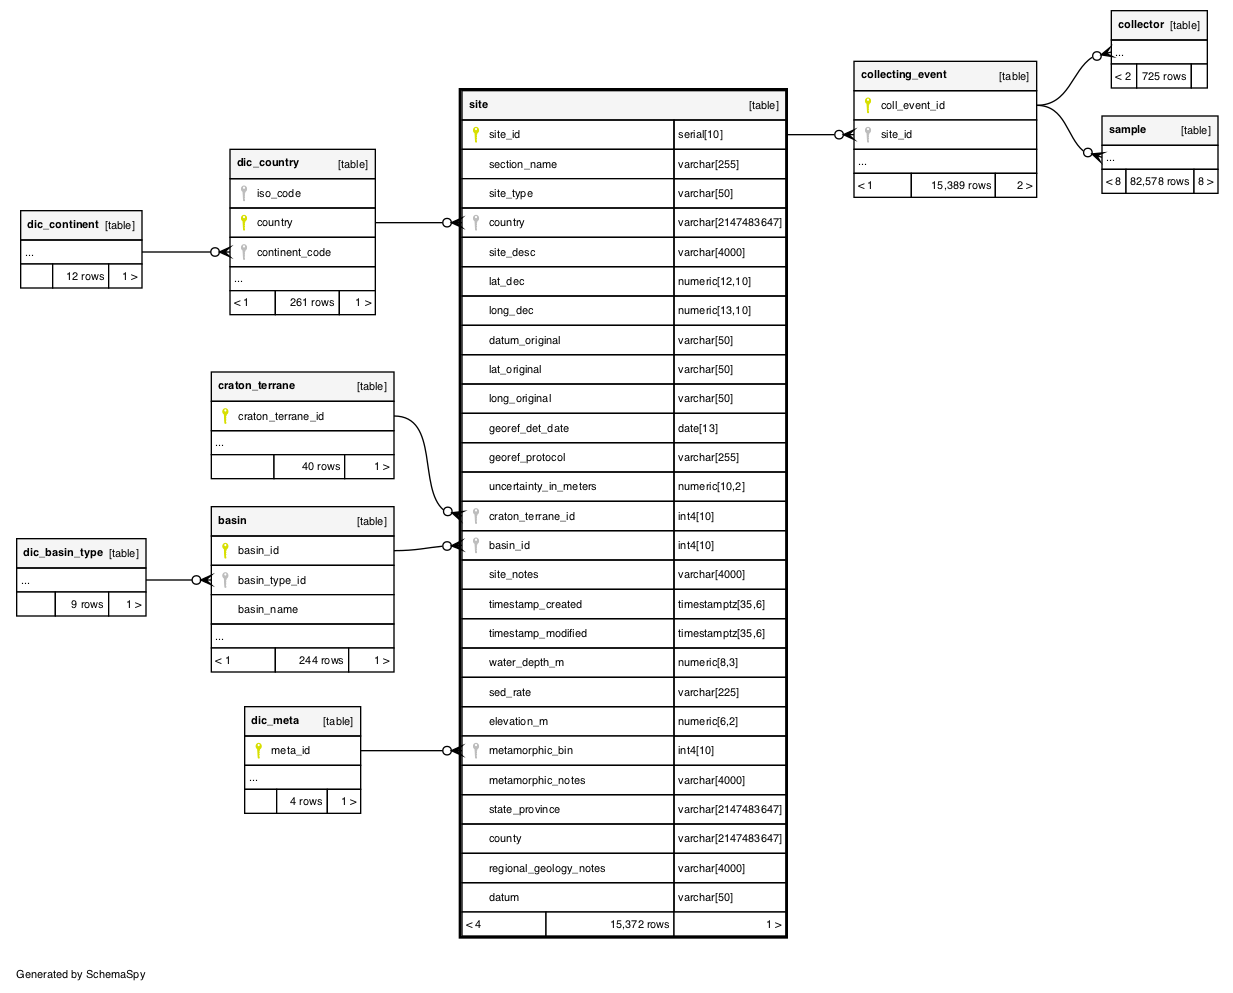 collector [table]
...
< 2 725 rows
collecting_event [table]
coll_event_id
site_id
...
< 1 15,389 rows 2 >
sample [table]
...
< 8 82,578 rows 8 >
site [table]
site_id serial[10]
section_name varchar[255]
site_type varchar[50]
country varchar[2147483647]
site_desc varchar[4000]
lat_dec numeric[12,10]
long_dec numeric[13,10]
datum_original varchar[50]
lat_original varchar[50]
long_original varchar[50]
georef_det_date date[13]
georef_protocol varchar[255]
uncertainty_in_meters numeric[10,2]
craton_terrane_id int4[10]
basin_id int4[10]
site_notes varchar[4000]
timestamp_created timestamptz[35,6]
timestamp_modified timestamptz[35,6]
water_depth_m numeric[8,3]
sed_rate varchar[225]
elevation_m numeric[6,2]
metamorphic_bin int4[10]
metamorphic_notes varchar[4000]
state_province varchar[2147483647]
county varchar[2147483647]
regional_geology_notes varchar[4000]
datum varchar[50]
< 4 15,372 rows 1 >
dic_country [table]
iso_code
country
continent_code
...
< 1 261 rows 1 >
dic_continent [table]
...
12 rows 1 >
craton_terrane [table]
craton_terrane_id
...
40 rows 1 >
basin [table]
basin_id
basin_type_id
basin_name
...
< 1 244 rows 1 >
dic_basin_type [table]
...
9 rows 1 >
dic_meta [table]
meta_id
...
4 rows 1 >
Generated by SchemaSpy